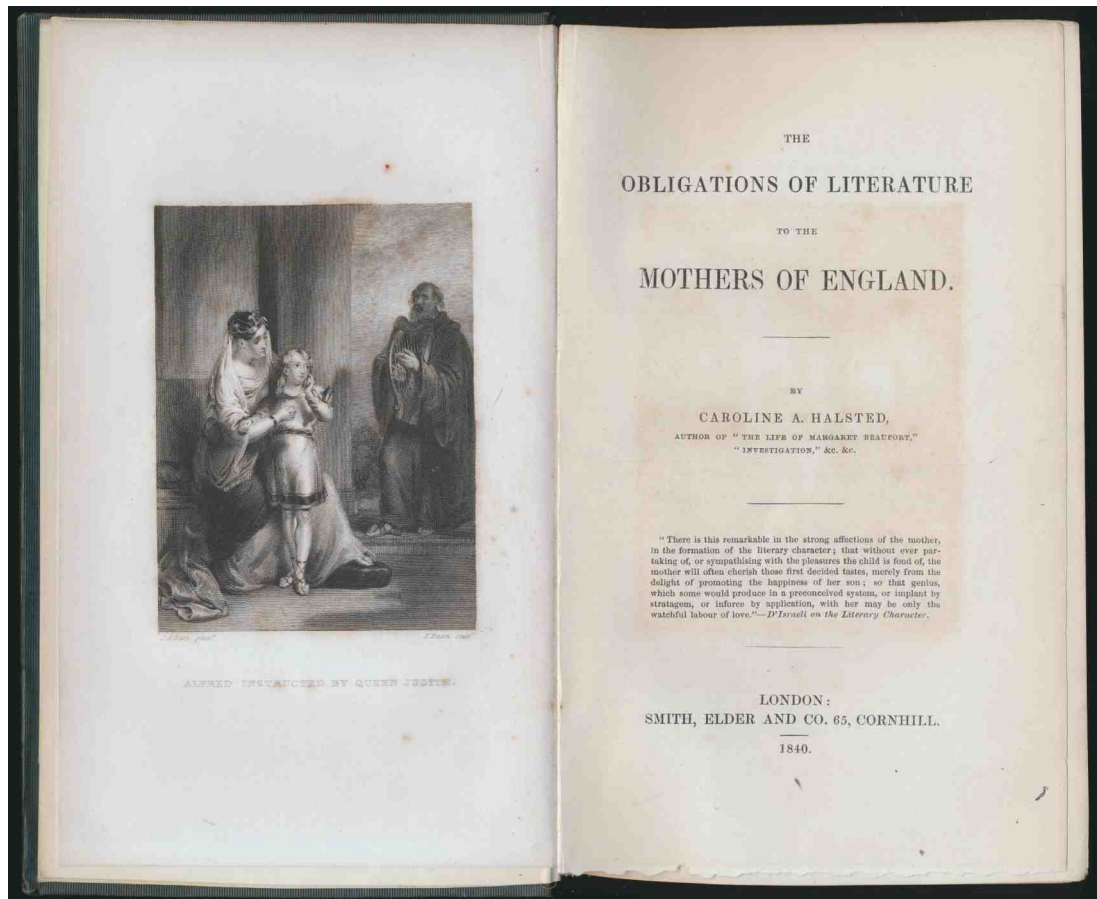 ALFRED INSTRUCTED BY QUEEN JUDITH.
THE
OBLIGATIONS OF LITERATURE
TO THE
MOTHERS OF ENGLAND.
BY
CAROLINE A. HALSTED,
AUTHOR OF "THE LIFE OF MARGARET BEAUFORT,"
"INVESTIGATION," &c. &c.
"There is this remarkable in the strong affections of the mother,
in the formation of the literary character; that without ever par-
taking of, or sympathising with the pleasures the child is fond of, the
mother will often cherish those first decided tastes, merely from the
delight of promoting the happiness of her son; so that genius,
which some would produce in a preconceived system, or implant by
stratagem, or inforce by application, with her may be only the
watchful labour of love."—D'Israeli on the Literary Character.
LONDON:
SMITH, ELDER AND CO. 65, CORNHILL.
1840.